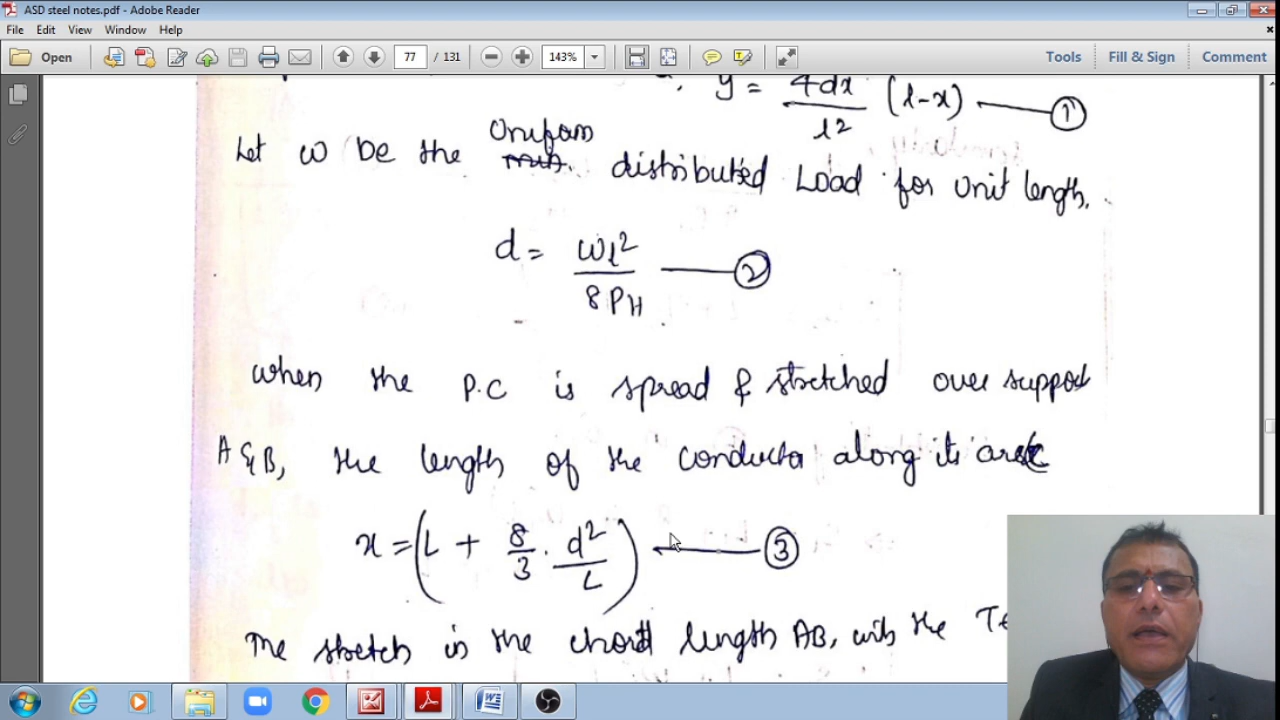 ASD steel notes.pdf - Adobe Reader
File Edit View Window Help
Open 77 / 131 143% Tools Fill & Sign Comment
y = 4dx/l2 (l-x) ①
Let w be the Uniform distributed Load for Unit length.
d = wl2/8PH ②
when the P.C is spread & stretched over support
A & B, the length of the conductor along its
x = (L + 8/3 . d2/L) ③
The stretch in the chord length AB, with the